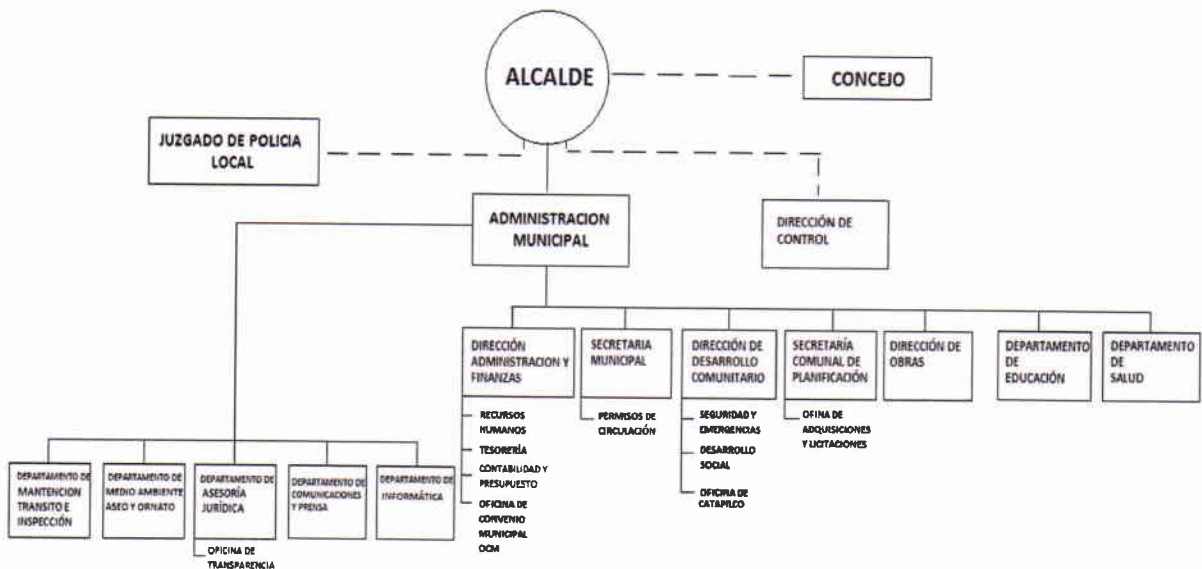 ALCALDE
CONCEJO
JUZGADO DE POLICIA
LOCAL
ADMINISTRACION
MUNICIPAL
DIRECCIÓN DE
CONTROL
DIRECCIÓN
ADMINISTRACION Y
FINANZAS
RECURSOS
HUMANOS
TESORERÍA
CONTABILIDAD Y
PRESUPUESTO
OFICINA DE
CONVENIO
MUNICIPAL
OCM
SECRETARIA
MUNICIPAL
PERMISOS DE
CIRCULACIÓN
DIRECCIÓN DE
DESARROLLO
COMUNITARIO
SEGURIDAD Y
EMERGENCIAS
DESARROLLO
SOCIAL
OFICINA DE
CATAPILCO
SECRETARÍA
COMUNAL DE
PLANIFICACIÓN
OFINA DE
ADQUISICIONES
Y LICITACIONES
DIRECCIÓN DE
OBRAS
DEPARTAMENTO
DE
EDUCACIÓN
DEPARTAMENTO
DE
SALUD
DEPARTAMENTO DE
MANTENCION
TRANSITO E
INSPECCIÓN
DEPARTAMENTO DE
MEDIO AMBIENTE
ASEO Y ORNATO
DEPARTAMENTO DE
ASESORÍA
JURÍDICA
OFICINA DE
TRANSPARENCIA
DEPARTAMENTO DE
COMUNICACIONES
Y PRENSA
DEPARTAMENTO DE
INFORMÁTICA